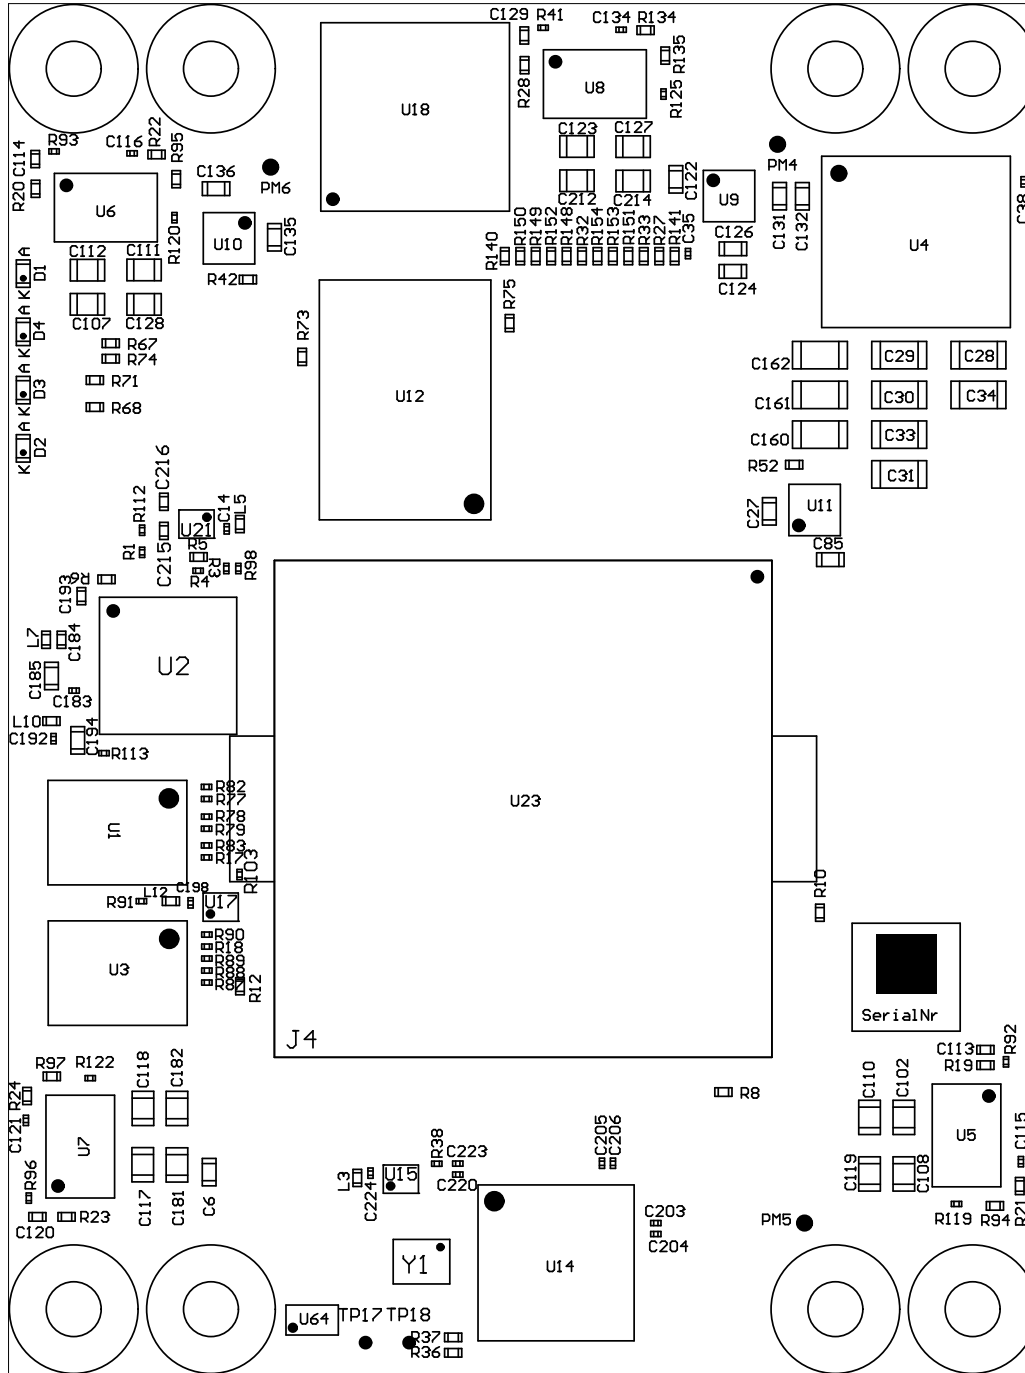 C129
R41
C134
R134
R135
R28
U8
R125
U18
C123
C127
PM4
R93
C116
R22
R95
C114
R20
C136
PM6
C122
C212
C214
U9
C131
C132
C38
U6
R120
U10
C135
C112
C111
R42
R140
R150
R149
R152
R148
R32
R154
R153
R151
R33
R27
R141
C35
C126
C124
U4
A
D1
K
C107
C128
A
D4
K
R67
R74
R73
R75
A
D3
K
R71
R68
U12
C162
C29
C28
C161
C30
C34
A
D2
K
C160
C33
R52
C31
C216
R112
R1
C215
U21
C14
L5
R5
R4
R3
R98
C27
U11
C85
R6
C193
L7
C184
U2
C185
C183
L10
C192
C194
R113
R82
R77
U1
R78
R79
R83
R17
R103
U23
R91
L12
C198
U17
R10
R90
R18
U3
R89
R88
R87
R12
SerialNr
J4
R97
R122
C118
C182
C113
R19
R92
R24
C121
U7
C110
C102
R8
U5
C115
R96
C117
C181
C6
C120
R23
L3
C224
U15
R38
C223
C220
C205
C206
C119
C108
R119
R94
R21
PM5
C203
C204
Y1
U14
U64
TP17
TP18
R37
R36